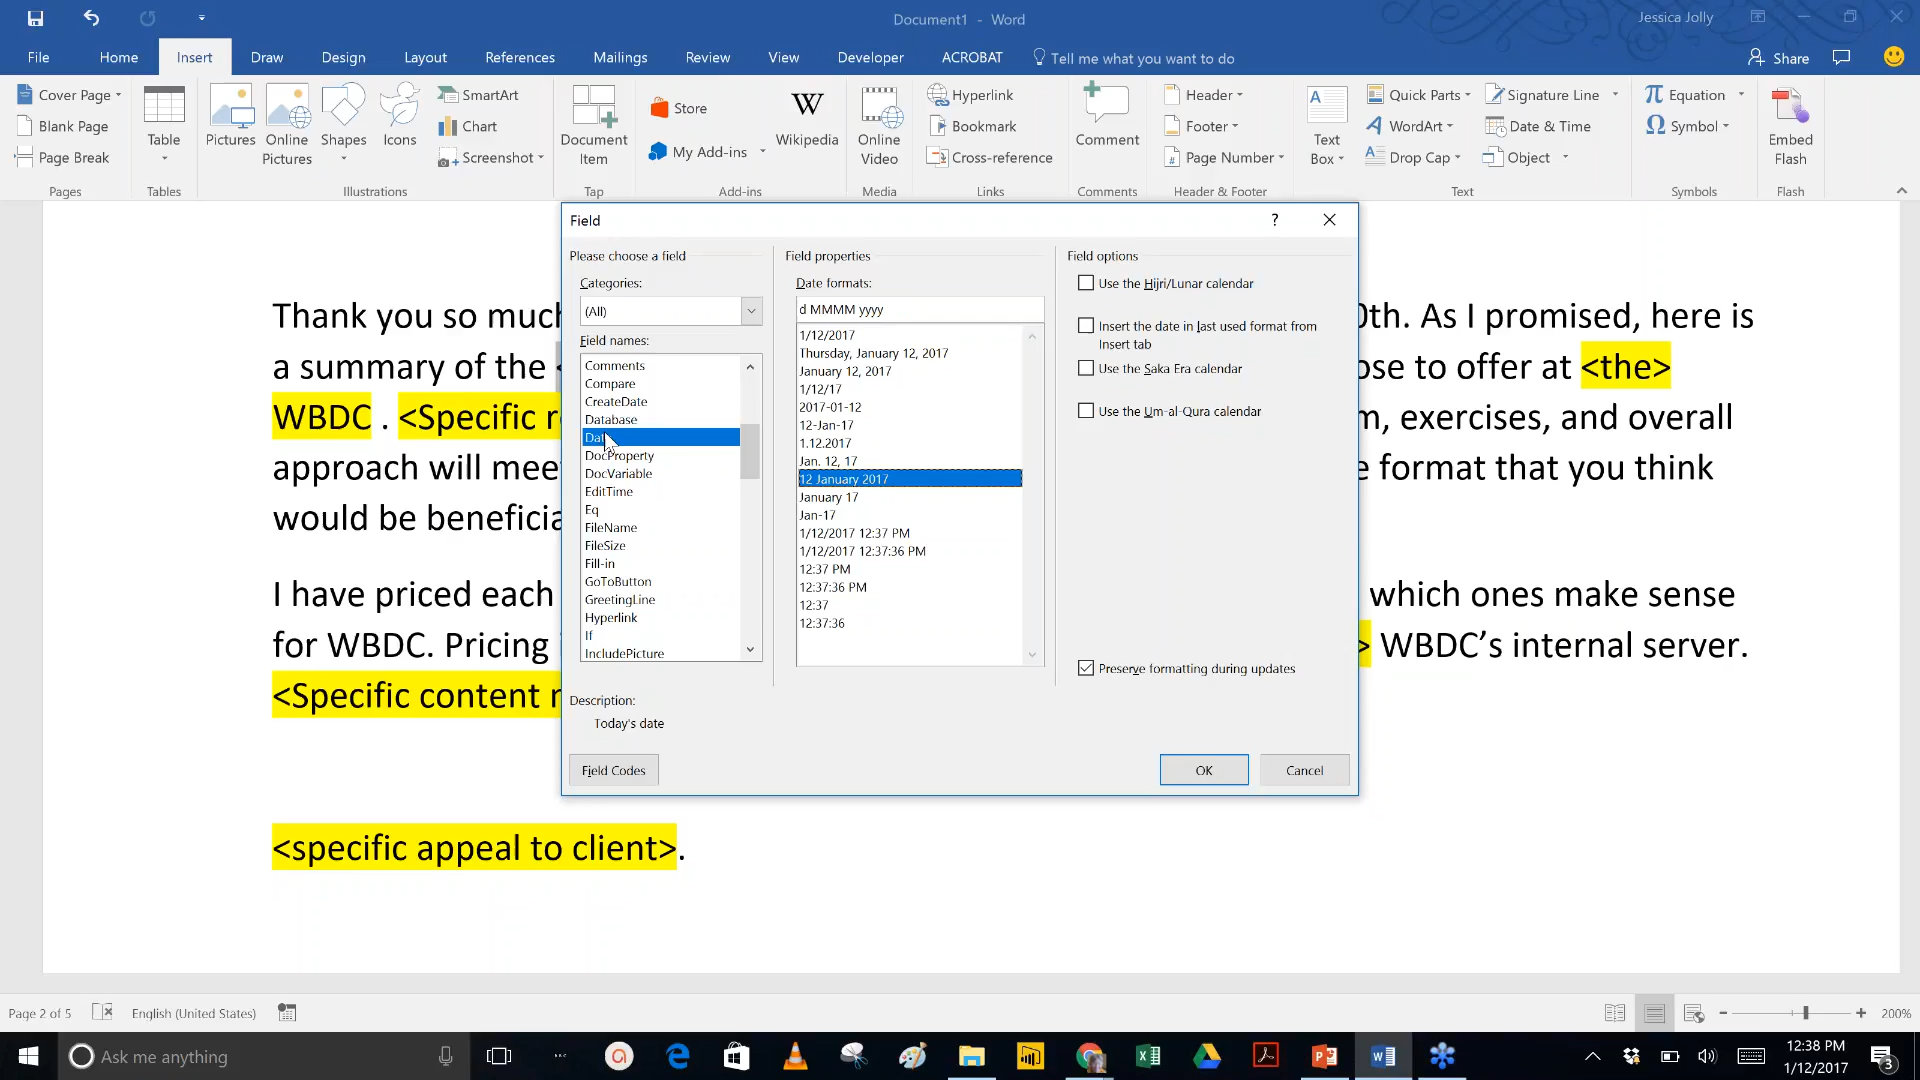 Document1 - Word
Jessica Jolly
File Home Insert Draw Design Layout References Mailings Review View Developer ACROBAT Tell me what you want to do Share
Cover Page
Blank Page
Page Break
Pages
Table
Tables
Pictures
Online Pictures
Shapes
Icons
SmartArt
Chart
Screenshot
Illustrations
Document Item
Tap
Store
My Add-ins
W
Wikipedia
Add-ins
Online Video
Media
Hyperlink
Bookmark
Cross-reference
Links
Comment
Comments
Header
Footer
Page Number
Header & Footer
A
Text Box
Quick Parts
WordArt
Drop Cap
Signature Line
Date & Time
Object
Text
π Equation
Ω Symbol
Symbols
Embed Flash
Flash
Thank you so much 0th. As I promised, here is
a summary of the < ose to offer at <the>
WBDC . <Specific r m, exercises, and overall
approach will mee e format that you think
would be beneficia
I have priced each which ones make sense
for WBDC. Pricing > WBDC's internal server.
<Specific content
<specific appeal to client>.
Field
?
Please choose a field
Categories:
(All)
Field names:
Comments
Compare
CreateDate
Database
Dat
DocProperty
DocVariable
EditTime
Eq
FileName
FileSize
Fill-in
GoToButton
GreetingLine
Hyperlink
If
IncludePicture
Field properties
Date formats:
d MMMM yyyy
1/12/2017
Thursday, January 12, 2017
January 12, 2017
1/12/17
2017-01-12
12-Jan-17
1.12.2017
Jan. 12, 17
12 January 2017
January 17
Jan-17
1/12/2017 12:37 PM
1/12/2017 12:37:36 PM
12:37 PM
12:37:36 PM
12:37
12:37:36
Field options
Use the Hijri/Lunar calendar
Insert the date in last used format from
Insert tab
Use the Saka Era calendar
Use the Um-al-Qura calendar
Preserve formatting during updates
Description:
Today's date
Field Codes
OK
Cancel
Page 2 of 5
English (United States)
200%
Ask me anything
12:38 PM
1/12/2017
3